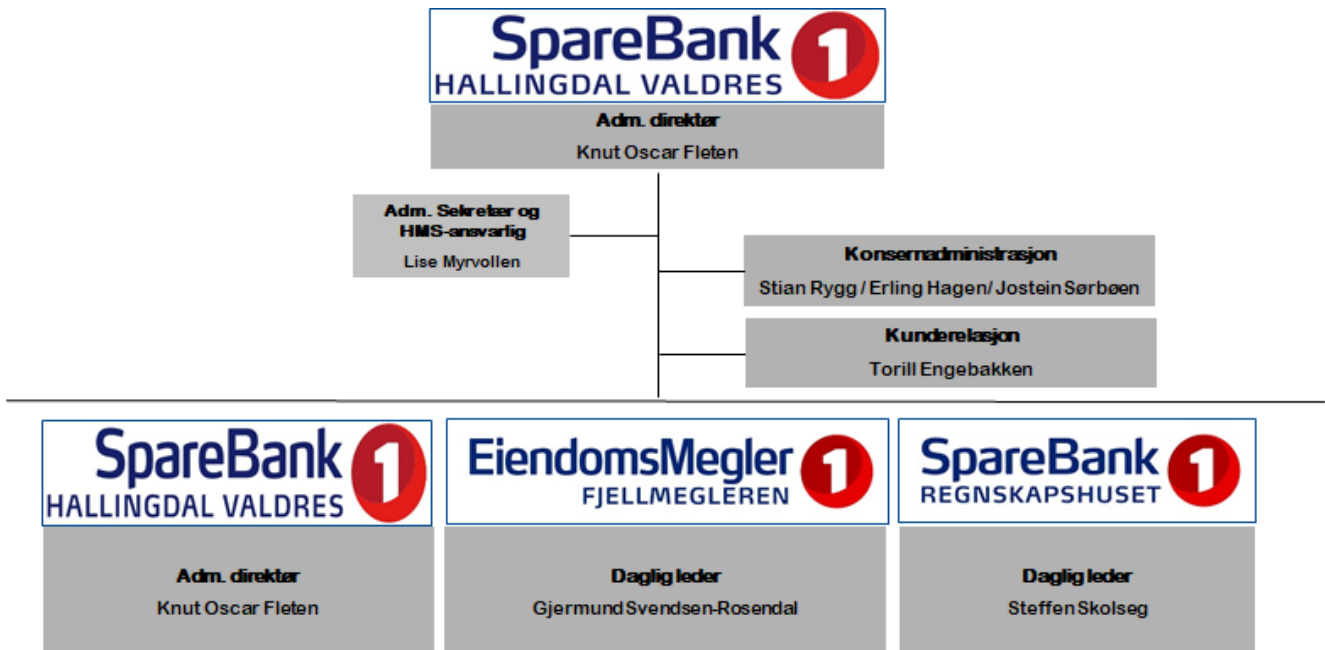 SpareBank 1
HALLINGDAL VALDRES
Adm. direktør
Knut Oscar Fleten
Adm. Sekretær og
HMS-ansvarlig
Lise Myrvollen
Konsernadministrasjon
Stian Rygg / Erling Hagen/ Jostein Sørbøen
Kunderelasjon
Torill Engebakken
SpareBank 1
HALLINGDAL VALDRES
Adm. direktør
Knut Oscar Fleten
EiendomsMegler 1
FJELLMEGLEREN
Daglig leder
Gjermund Svendsen-Rosendal
SpareBank 1
REGNSKAPSHUSET
Daglig leder
Steffen Skolseg